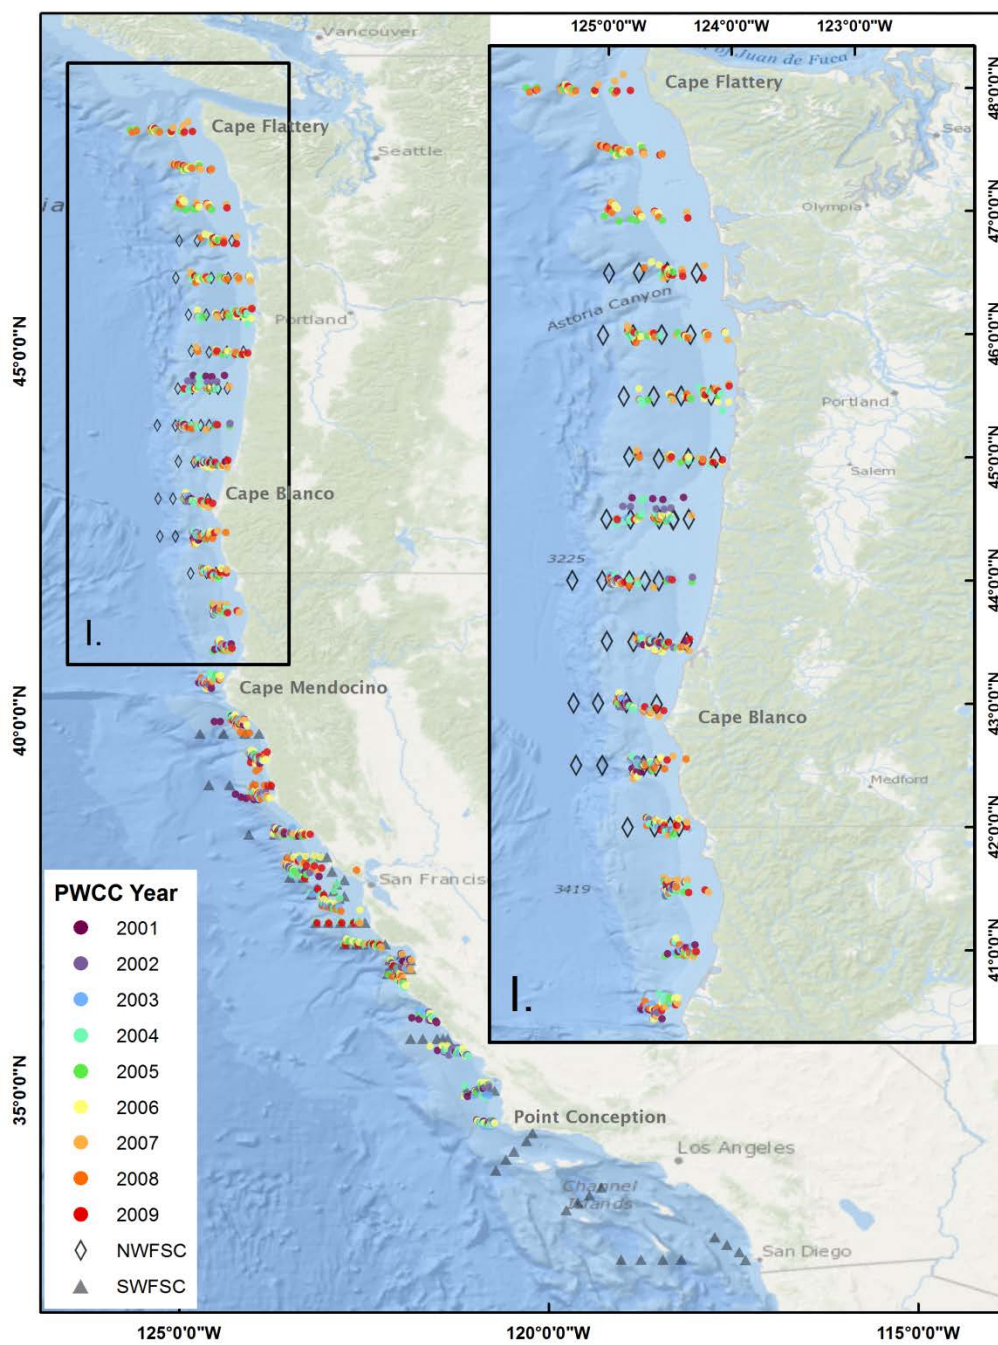 125°0'0"W
124°0'0"W
123°0'0"W
Vancouver
Cape Flattery
Seattle
ia
Portland
Cape Blanco
I.
Cape Mendocino
San Francis
Point Conception
Los Angeles
Channel
Islands
San Diego
of Juan de Fuca
Cape Flattery
Sea
Olympia
Astoria Canyon
Portland
Salem
3225
Cape Blanco
Medford
3419
I.
48°0'0"N
47°0'0"N
46°0'0"N
45°0'0"N
44°0'0"N
43°0'0"N
42°0'0"N
41°0'0"N
45°0'0"N
40°0'0"N
35°0'0"N
PWCC Year
2001
2002
2003
2004
2005
2006
2007
2008
2009
NWFSC
SWFSC
125°0'0"W
120°0'0"W
115°0'0"W